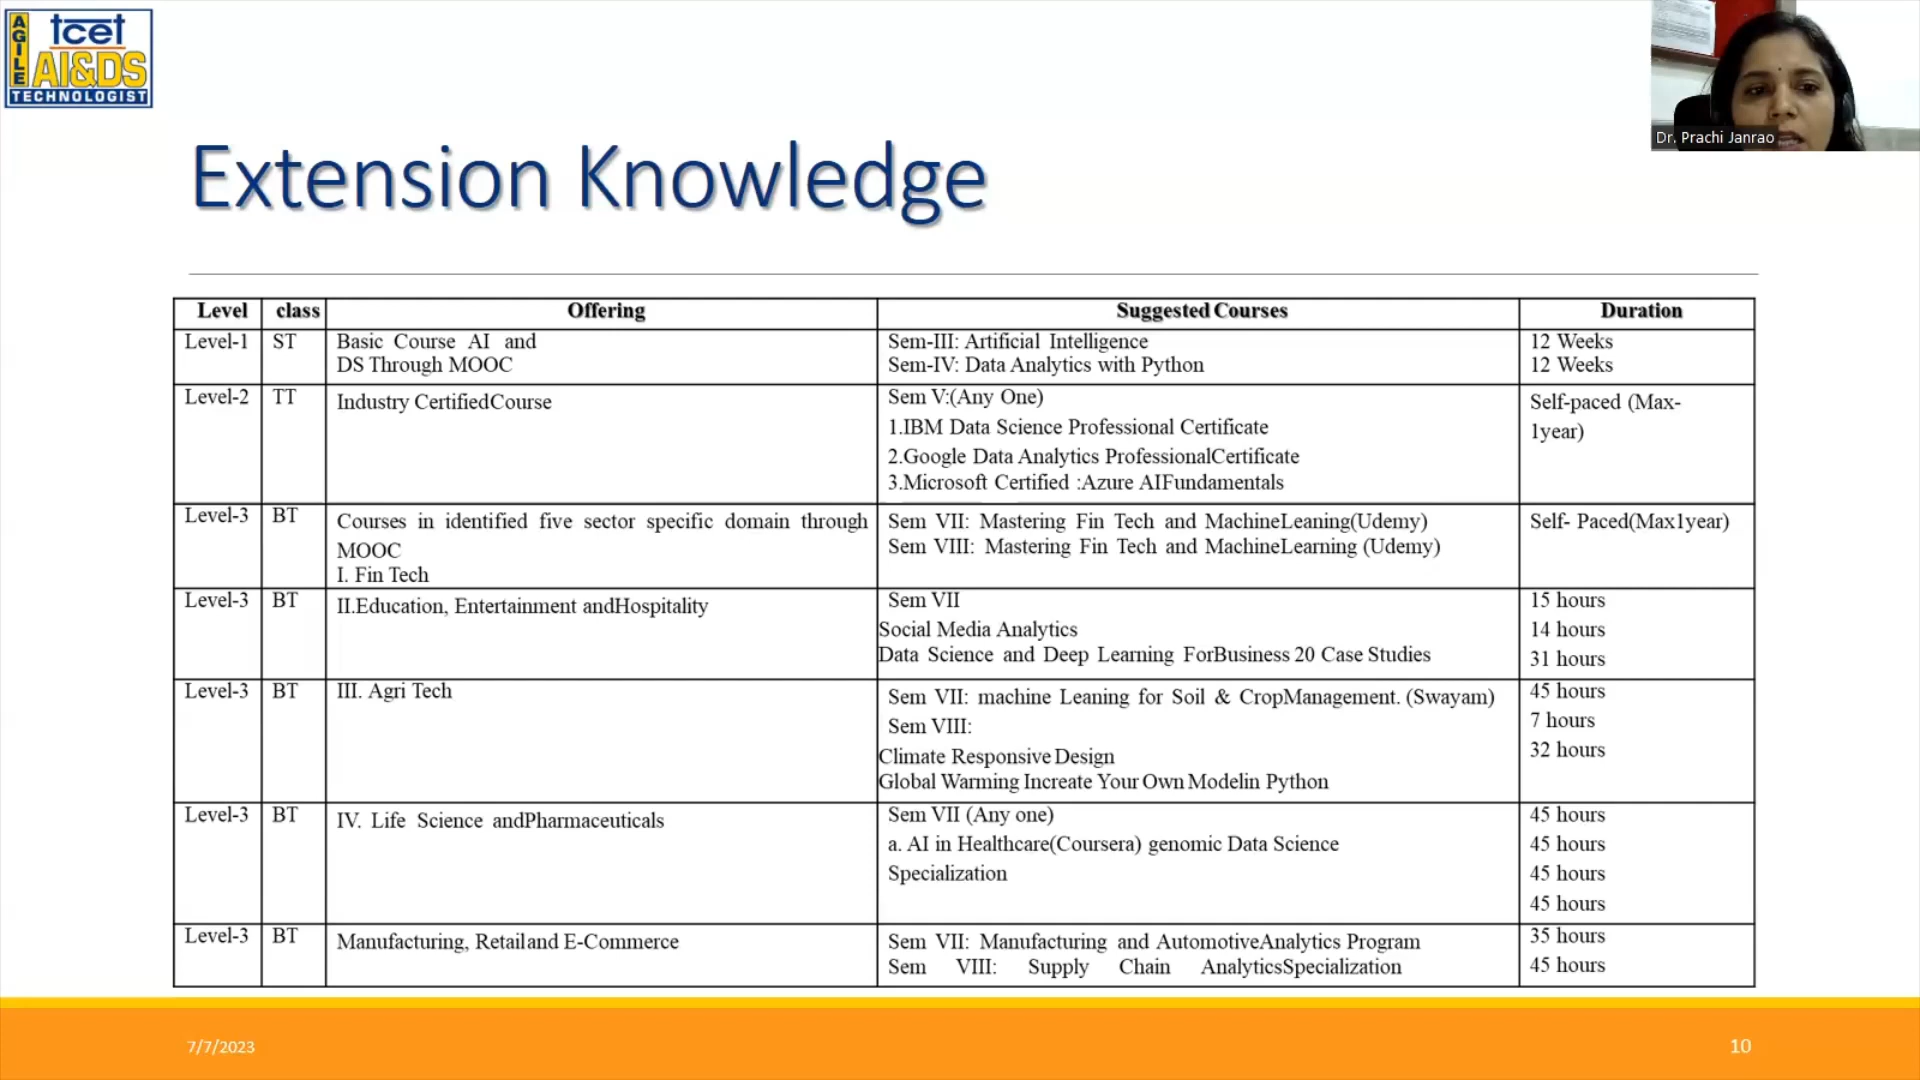 AGILE
tcet
AI&DS
TECHNOLOGIST
Dr. Prachi Janrao
Extension Knowledge
Level class Offering Suggested Courses Duration
Level-1 ST Basic Course AI and Sem-III: Artificial Intelligence 12 Weeks
DS Through MOOC Sem-IV: Data Analytics with Python 12 Weeks
Level-2 TT Industry CertifiedCourse Sem V:(Any One) Self-paced (Max-
1.IBM Data Science Professional Certificate 1year)
2.Google Data Analytics ProfessionalCertificate
3.Microsoft Certified :Azure AIFundamentals
Level-3 BT Courses in identified five sector specific domain through Sem VII: Mastering Fin Tech and MachineLeaning(Udemy) Self- Paced(Max1year)
MOOC Sem VIII: Mastering Fin Tech and MachineLearning (Udemy)
I. Fin Tech
Level-3 BT II.Education, Entertainment andHospitality Sem VII 15 hours
Social Media Analytics 14 hours
Data Science and Deep Learning ForBusiness 20 Case Studies 31 hours
Level-3 BT III. Agri Tech Sem VII: machine Leaning for Soil & CropManagement. (Swayam) 45 hours
Sem VIII: 7 hours
Climate Responsive Design 32 hours
Global Warming Increate Your Own Modelin Python
Level-3 BT IV. Life Science andPharmaceuticals Sem VII (Any one) 45 hours
a. AI in Healthcare(Coursera) genomic Data Science 45 hours
Specialization 45 hours
45 hours
Level-3 BT Manufacturing, Retailand E-Commerce Sem VII: Manufacturing and AutomotiveAnalytics Program 35 hours
Sem VIII: Supply Chain AnalyticsSpecialization 45 hours
7/7/2023 10